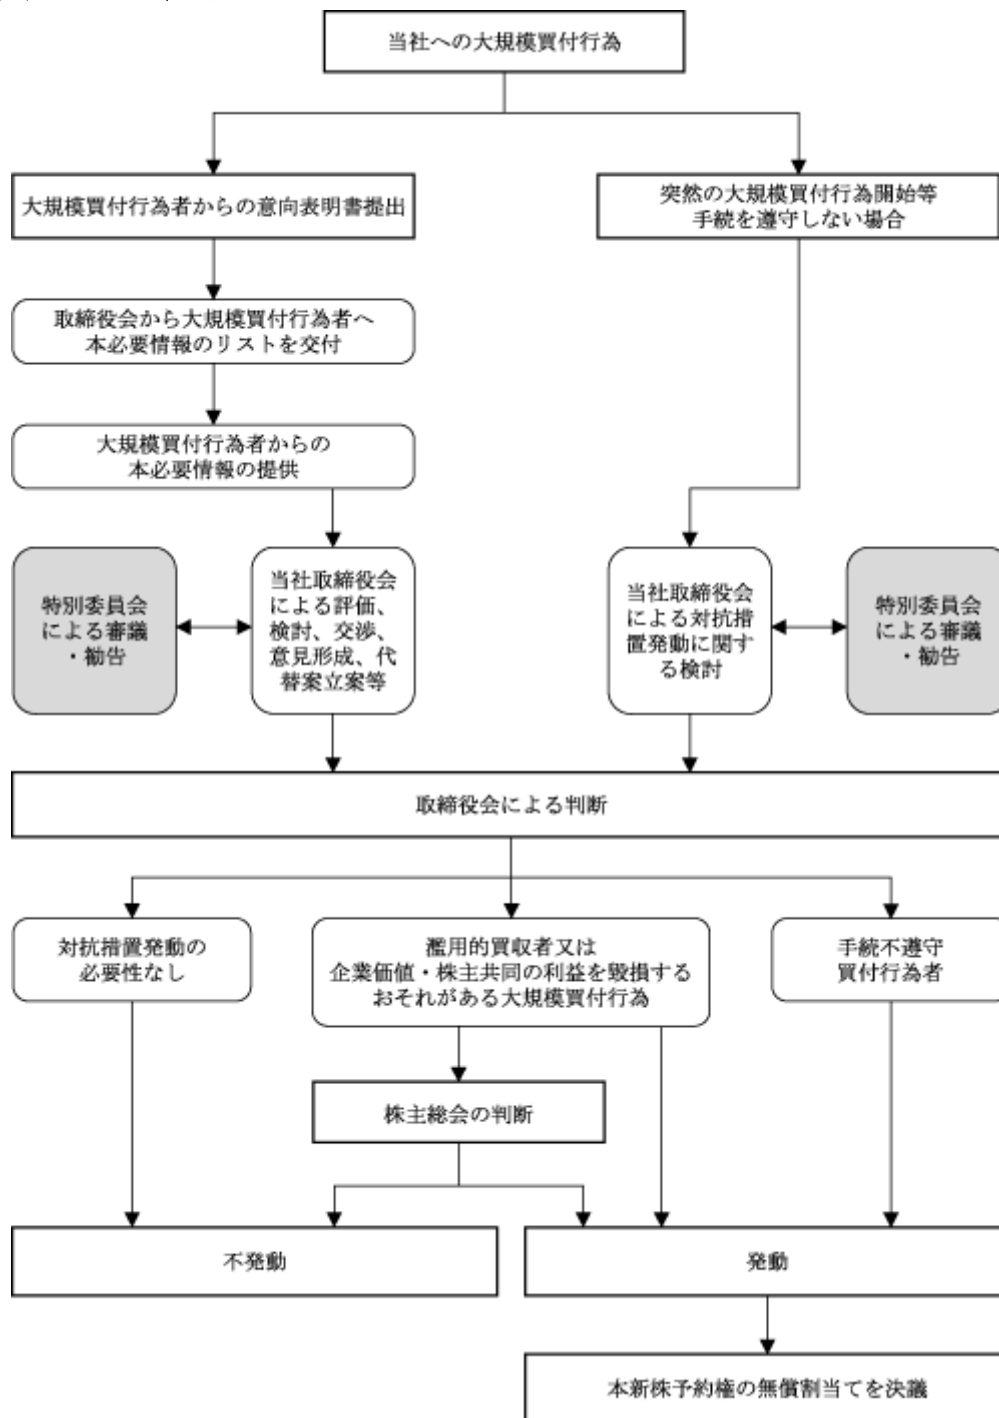 当社への大規模買付行為
大規模買付行為者からの意向表明書提出
突然の大規模買付行為開始等
手続を遵守しない場合
取締役会から大規模買付行為者へ
本必要情報のリストを交付
大規模買付行為者からの
本必要情報の提供
特別委員会
による審議
・勧告
当社取締役会
による評価、
検討、交渉、
意見形成、代
替案立案等
当社取締役会
による対抗措
置発動に関す
る検討
特別委員会
による審議
・勧告
取締役会による判断
対抗措置発動の
必要性なし
濫用的買収者又は
企業価値・株主共同の利益を毀損する
おそれがある大規模買付行為
手続不遵守
買付行為者
株主総会の判断
不発動
発動
本新株予約権の無償割当てを決議